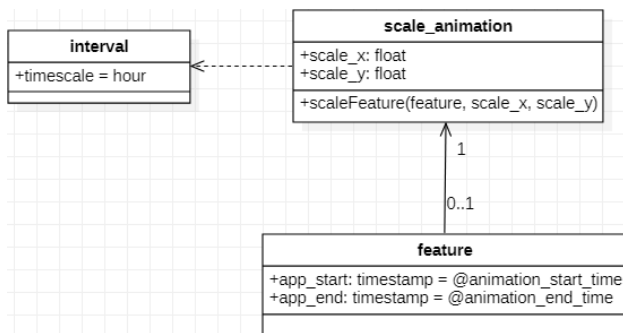 interval
+timescale = hour
scale_animation
+scale_x: float
+scale_y: float
+scaleFeature(feature, scale_x, scale_y)
1
0..1
feature
+app_start: timestamp = @animation_start_time
+app_end: timestamp = @animation_end_time